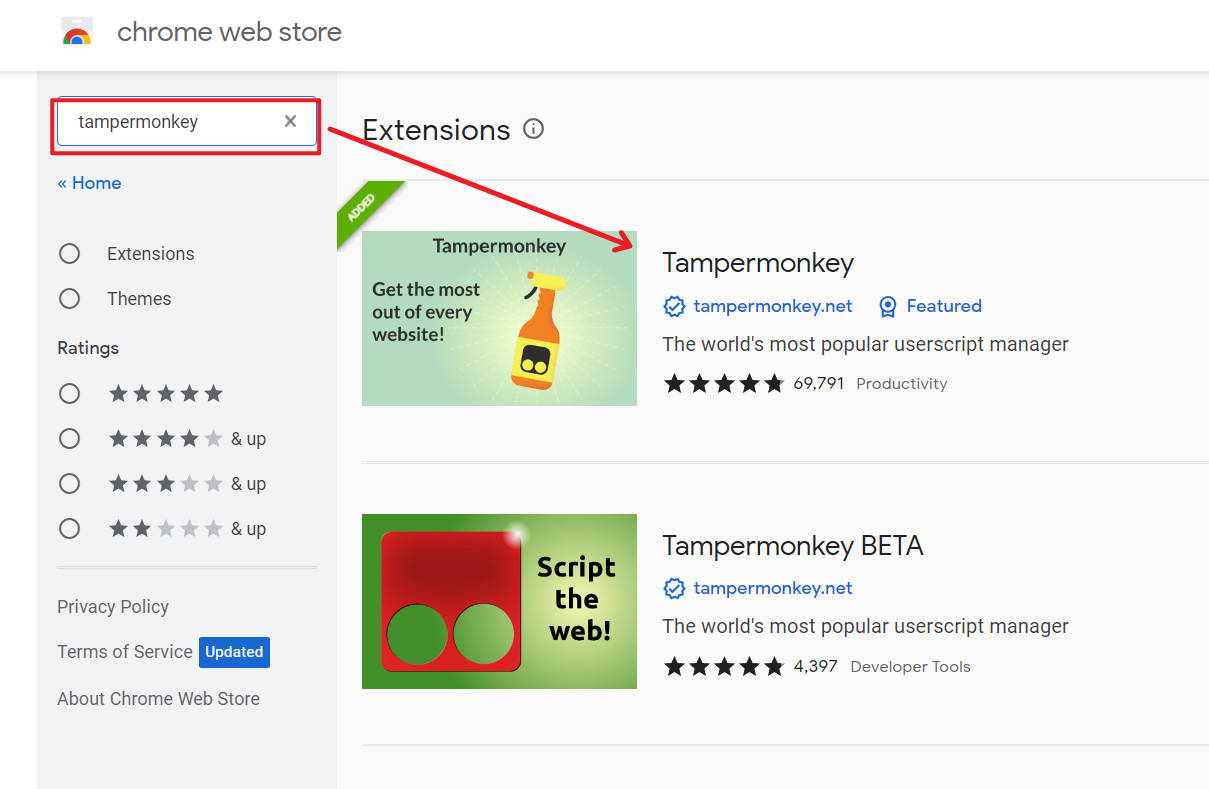 chrome web store
tampermonkey ×
« Home
Extensions
Themes
Ratings
& up
& up
& up
Privacy Policy
Terms of Service Updated
About Chrome Web Store
Extensions
ADDED
Tampermonkey
Get the most
out of every
website!
Tampermonkey
tampermonkey.net Featured
The world's most popular userscript manager
69,791 Productivity
Script
the
web!
Tampermonkey BETA
tampermonkey.net
The world's most popular userscript manager
4,397 Developer Tools